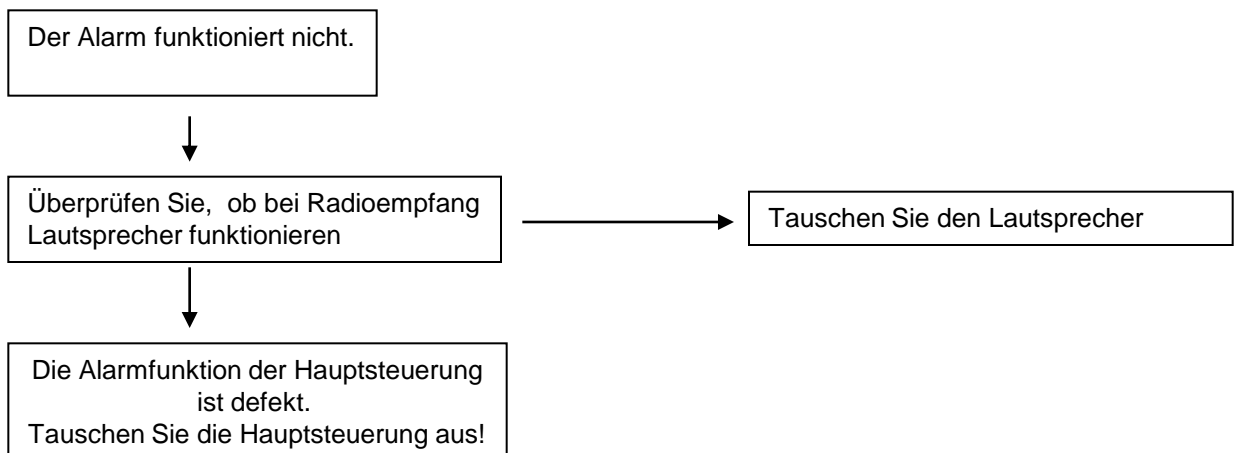 Der Alarm funktioniert nicht.
Überprüfen Sie,  ob bei Radioempfang
Lautsprecher funktionieren
Tauschen Sie den Lautsprecher
Die Alarmfunktion der Hauptsteuerung
ist defekt.
Tauschen Sie die Hauptsteuerung aus!